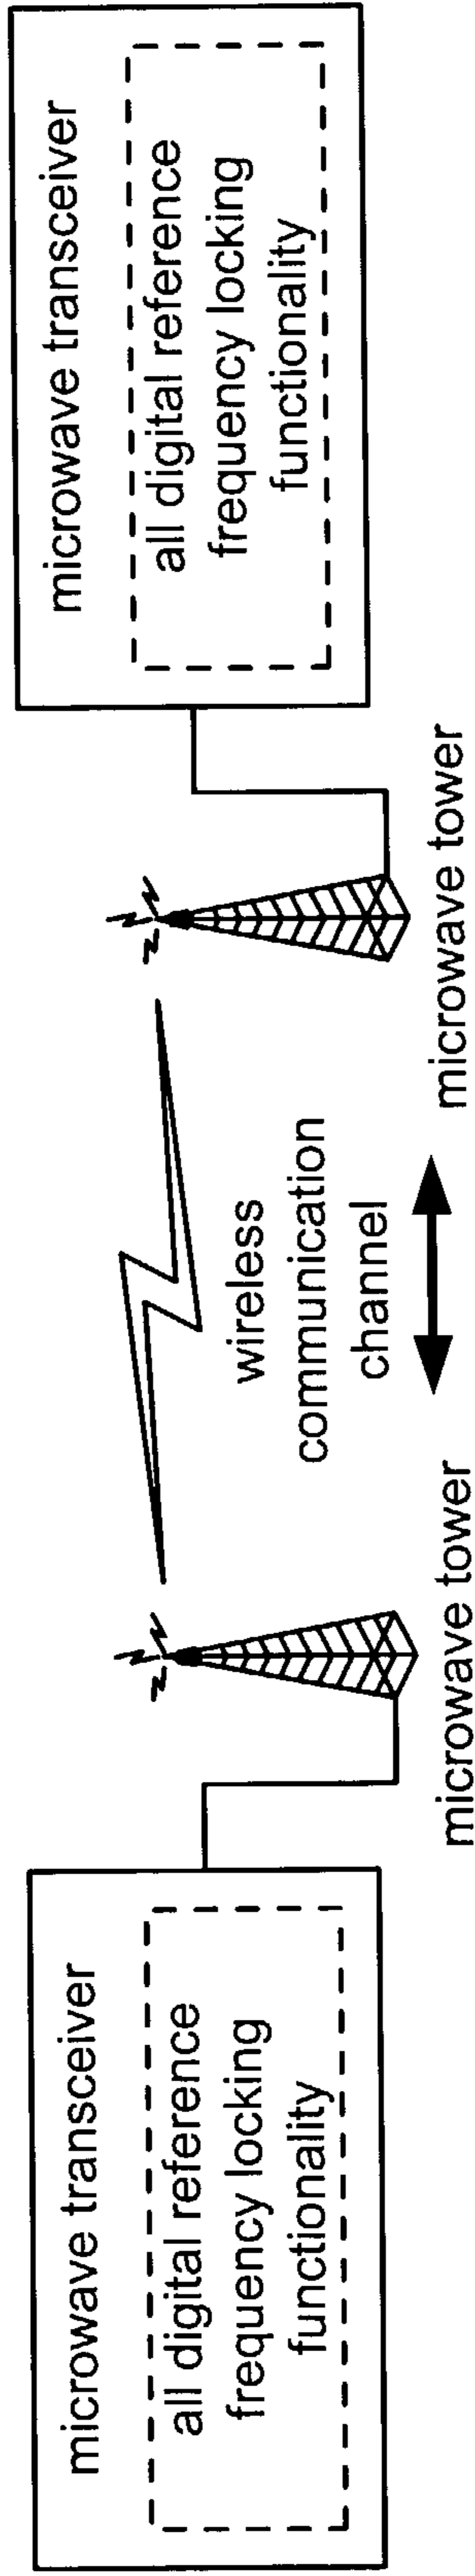 microwave transceiver
all digital reference
frequency locking
functionality
microwave tower
wireless
communication
channel
microwave tower
microwave transceiver
all digital reference
frequency locking
functionality